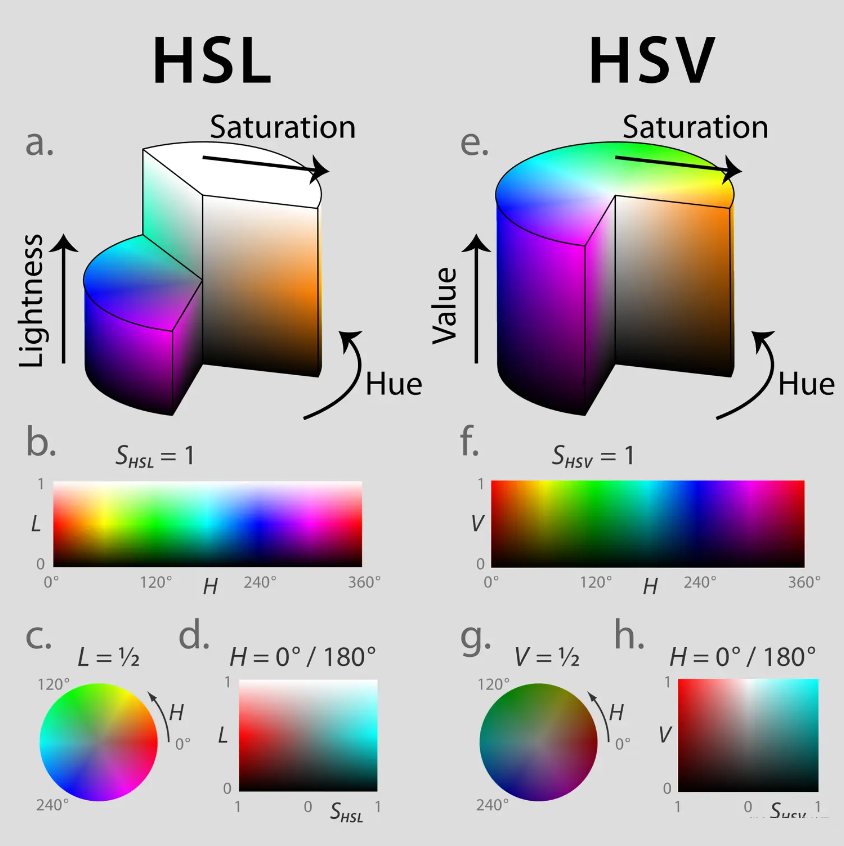 HSL
HSV
a.
Saturation
Lightness
Hue
e.
Saturation
Value
Hue
b.
S_HSL = 1
1
L
0
0° 120° 240° 360°
H
f.
S_HSV = 1
1
V
0
0° 120° 240° 360°
H
c.
L = ½
120°
H
0°
240°
d.
H = 0° / 180°
1
L
0
1 0 1
S_HSL
g.
V = ½
120°
H
0°
240°
h.
H = 0° / 180°
1
V
0
1 0 1
S_HSV